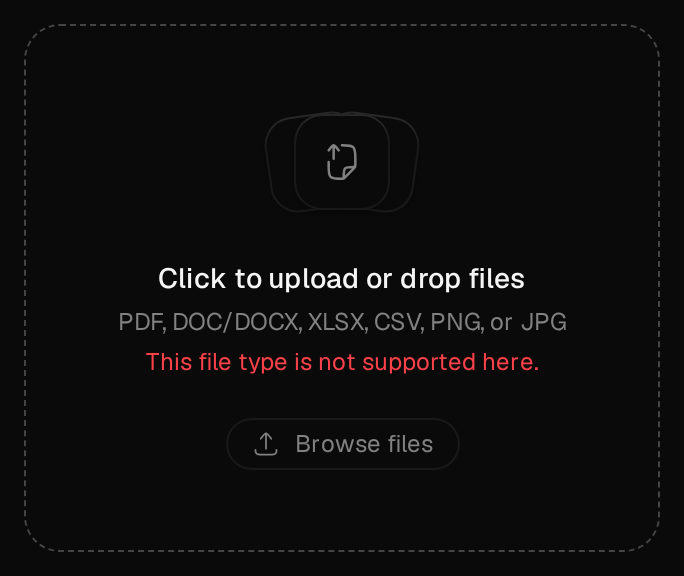 Click to upload or drop files
PDF, DOC/DOCX, XLSX, CSV, PNG, or JPG
This file type is not supported here.
Browse files